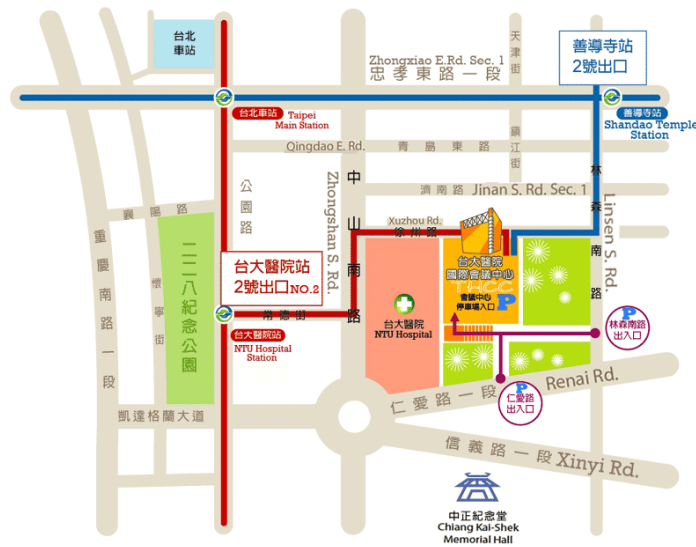 台北
車站
Zhongxiao E.Rd. Sec. 1
忠孝東路一段
天津街
善導寺站
2號出口
台北車站
Taipei
Main Station
善導寺站
Shandao Temple
Station
Qingdao E. Rd.
青島東路
鎮江街
公園路
中山南路
Zhongshan S. Rd.
濟南路 Jinan S.Rd. Sec. 1
林森南路
Linsen S. Rd.
襄陽路
重慶南路一段
懷寧街
二二八紀念公園
Xuzhou Rd.
徐州路
台大醫院站
2號出口NO.2
常德街
台大醫院站
NTU Hospital
Station
台大醫院
NTU Hospital
台大醫院
國際會議中心
THCC
會議中心
停車場入口 P
P
林森南路
出入口
P
仁愛路
出入口
仁愛路一段 Renai Rd.
凱達格蘭大道
信義路一段 Xinyi Rd.
中正紀念堂
Chiang Kai-Shek
Memorial Hall